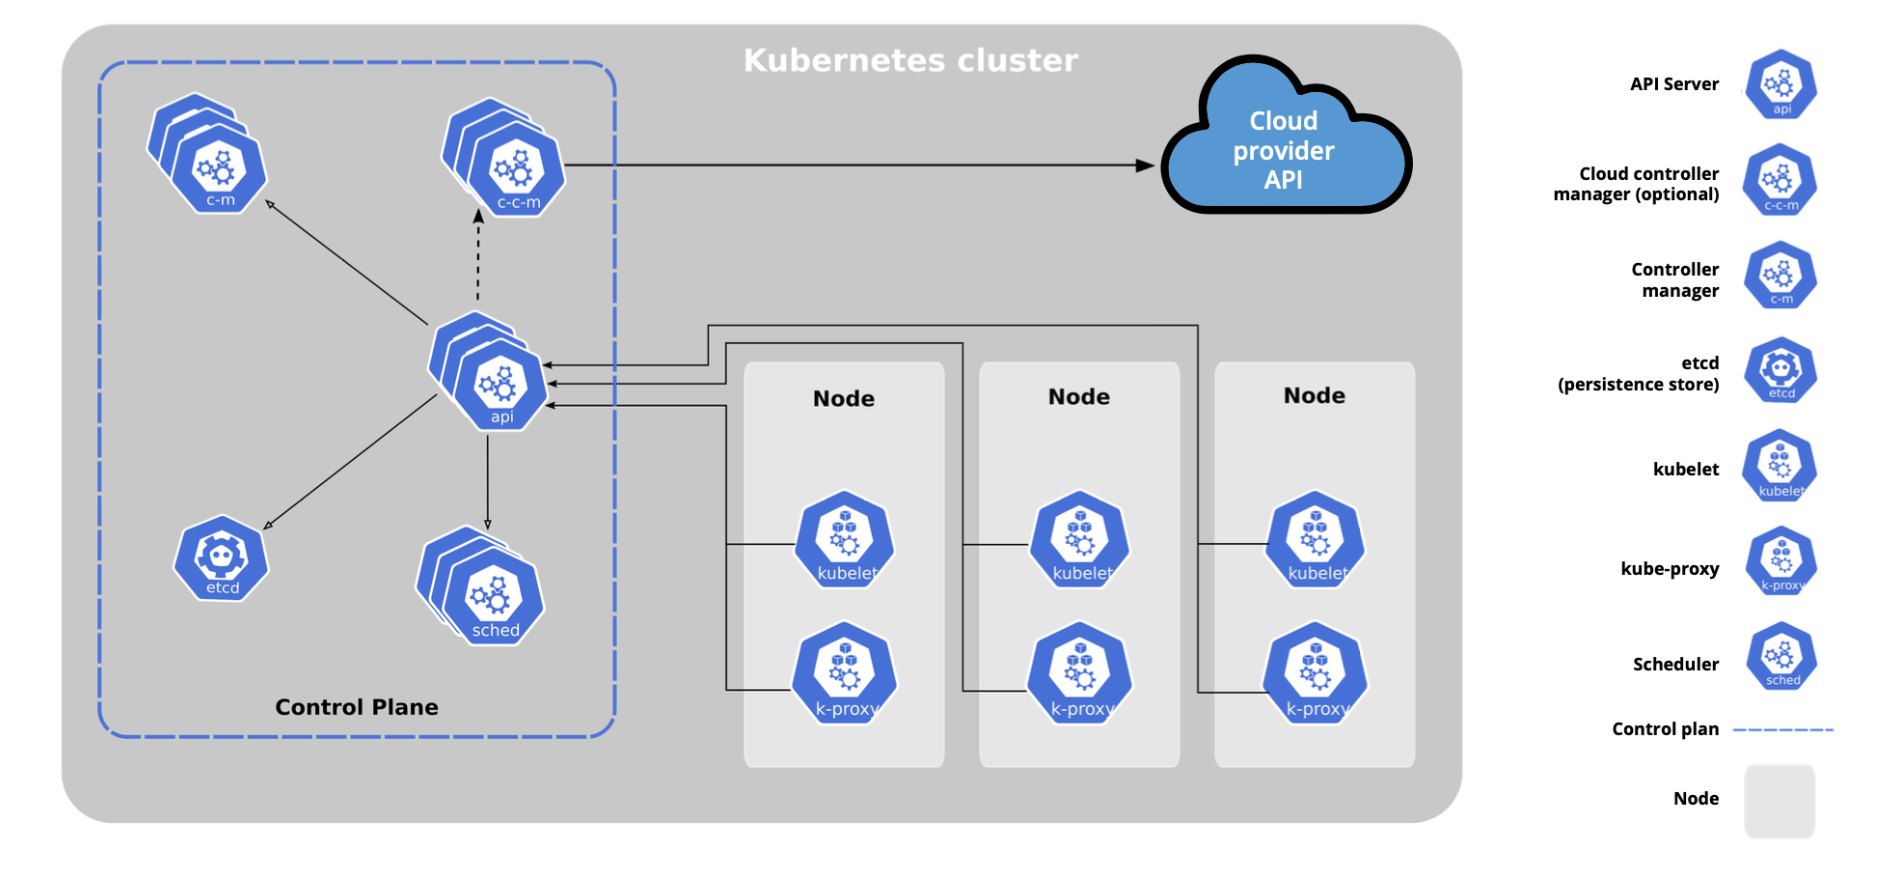 Kubernetes cluster
c-m
c-c-m
Cloud
provider
API
api
etcd
sched
Control Plane
Node
kubelet
k-proxy
Node
kubelet
k-proxy
Node
kubelet
k-proxy
API Server
api
Cloud controller
manager (optional)
c-c-m
Controller
manager
c-m
etcd
(persistence store)
etcd
kubelet
kubelet
kube-proxy
k-proxy
Scheduler
sched
Control plan
Node